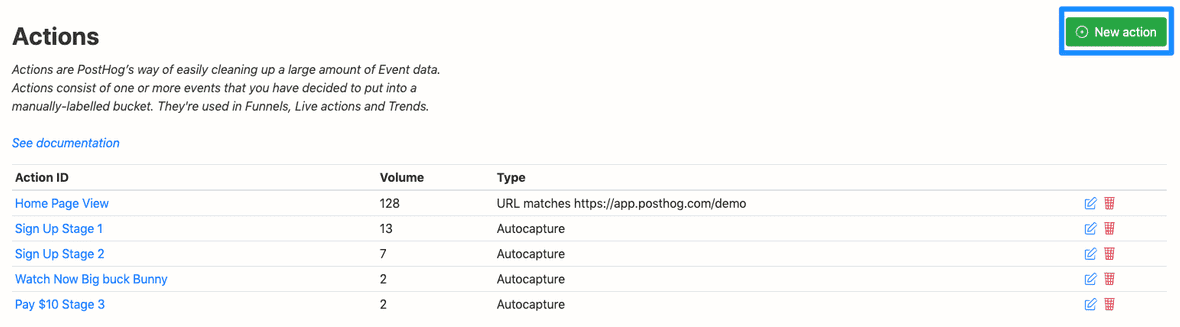 Actions
New action
Actions are PostHog's way of easily cleaning up a large amount of Event data.
Actions consist of one or more events that you have decided to put into a
manually-labelled bucket. They're used in Funnels, Live actions and Trends.
See documentation
Action ID Volume Type
Home Page View 128 URL matches https://app.posthog.com/demo
Sign Up Stage 1 13 Autocapture
Sign Up Stage 2 7 Autocapture
Watch Now Big buck Bunny 2 Autocapture
Pay $10 Stage 3 2 Autocapture